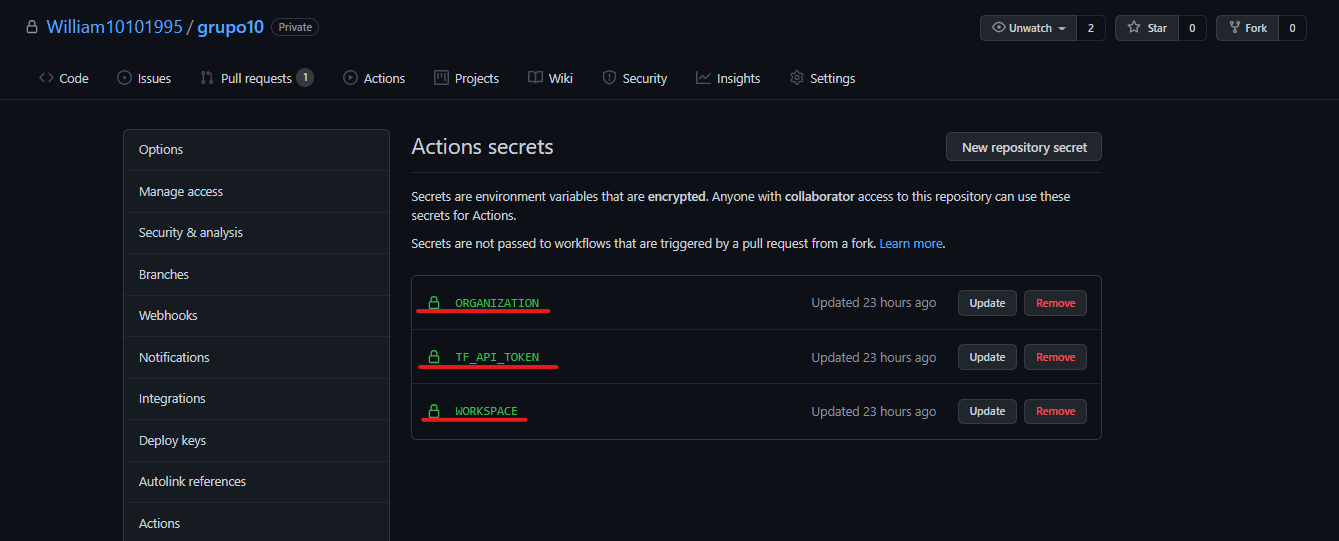 William10101995 / grupo10 Private
Unwatch 2 Star 0 Fork 0
Code Issues Pull requests 1 Actions Projects Wiki Security Insights Settings
Options
Manage access
Security & analysis
Branches
Webhooks
Notifications
Integrations
Deploy keys
Autolink references
Actions
Actions secrets
New repository secret
Secrets are environment variables that are encrypted. Anyone with collaborator access to this repository can use these
secrets for Actions.
Secrets are not passed to workflows that are triggered by a pull request from a fork. Learn more.
ORGANIZATION Updated 23 hours ago Update Remove
TF_API_TOKEN Updated 23 hours ago Update Remove
WORKSPACE Updated 23 hours ago Update Remove